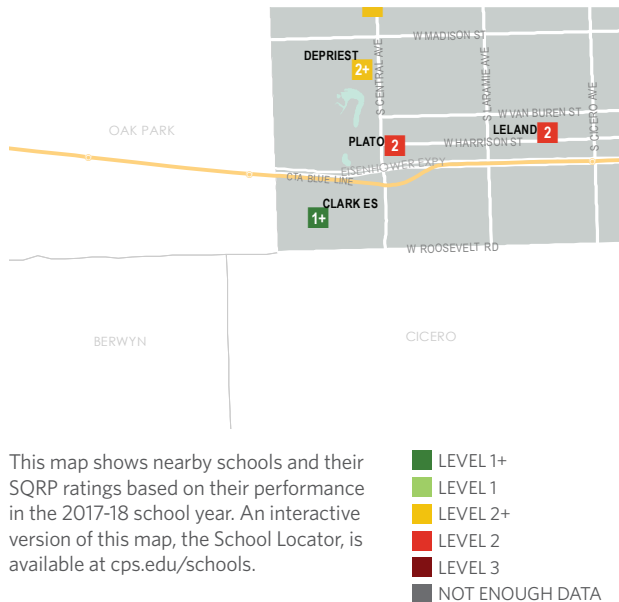 W MADISON ST
DEPRIEST
2+
S CENTRAL AVE
S LARAMIE AVE
S CICERO AVE
W VAN BUREN ST
OAK PARK
LELAND
2
PLATO
2
W HARRISON ST
EISENHOWER EXPY
CTA BLUE LINE
CLARK ES
1+
W ROOSEVELT RD
BERWYN
CICERO
This map shows nearby schools and their
SQRP ratings based on their performance
in the 2017-18 school year. An interactive
version of this map, the School Locator, is
available at cps.edu/schools.
LEVEL 1+
LEVEL 1
LEVEL 2+
LEVEL 2
LEVEL 3
NOT ENOUGH DATA